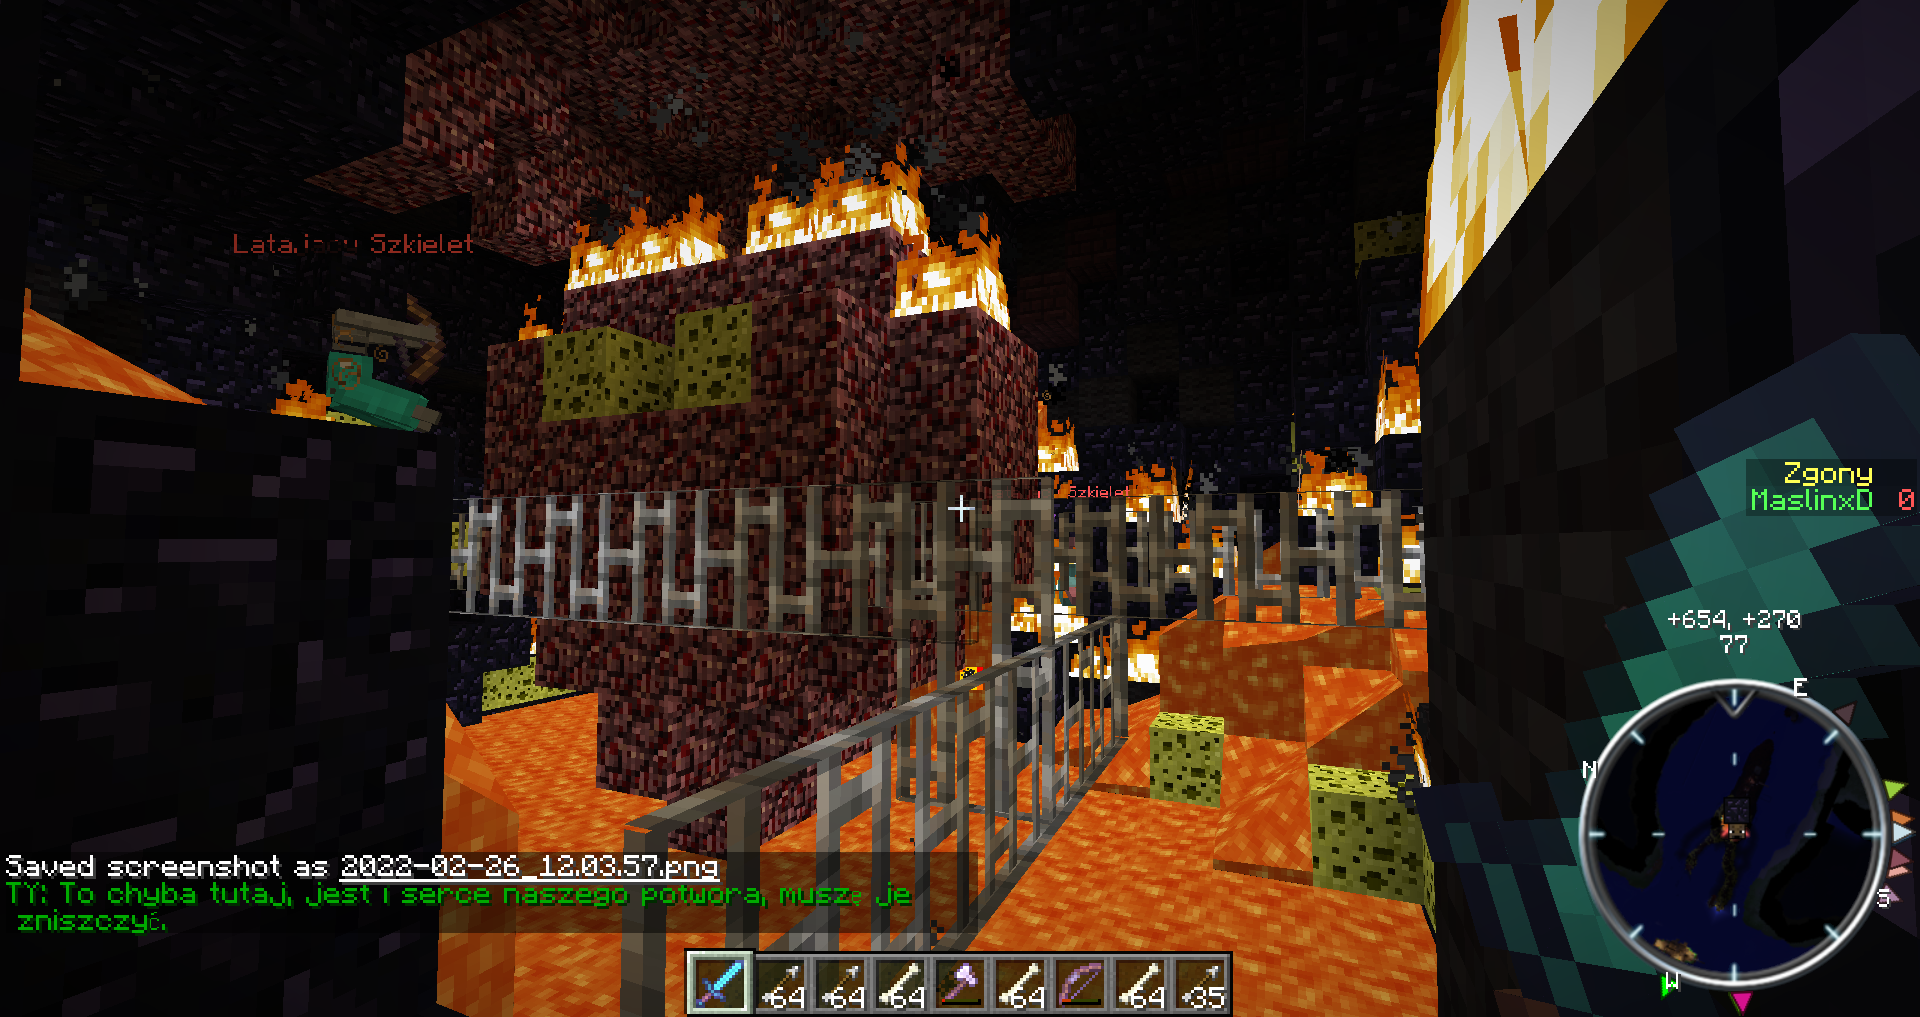 Szkielet
Szkielet
Zgony
MaslinxD 0
+654, +270
77
E
N
S
W
Saved screenshot as 2022-02-26_12.03.57.png
TY: To chyba tutaj, jest i serce naszego potwora, muszę je
zniszczyć.
64
64
64
64
64
35